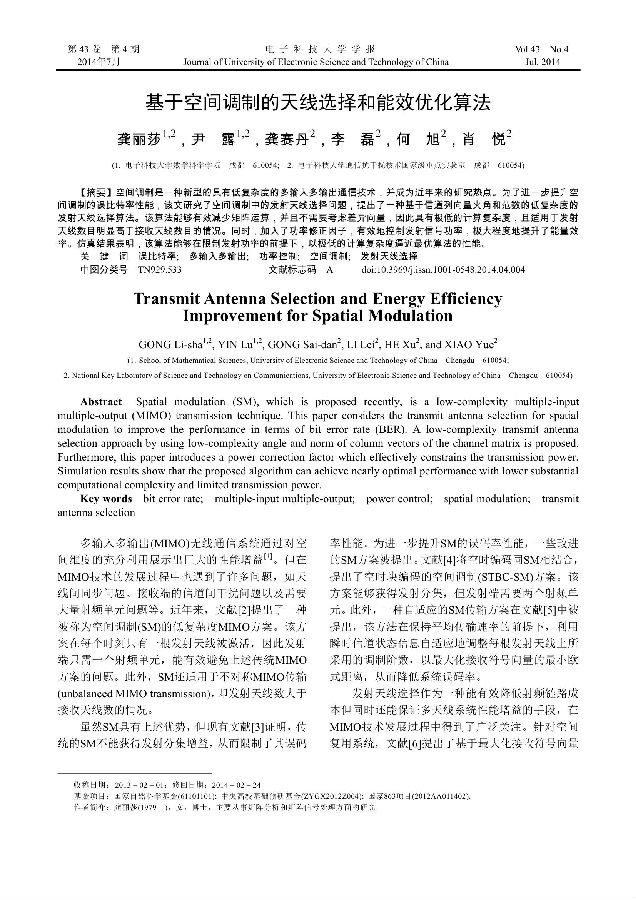 第 43 卷 第 4 期 电 子 科 技 大 学 学 报 Vol.43 No.4
2014年7月 Journal of University of Electronic Science and Technology of China Jul. 2014
基于空间调制的天线选择和能效优化算法
龚丽莎1,2，尹 露1,2，龚赛丹2，李 磊2，何 旭2，肖 悦2
(1. 电子科技大学数学科学学院 成都 610054; 2. 电子科技大学通信抗干扰技术国家级重点实验室 成都 610054)
【摘要】空间调制是一种新型的具有低复杂度的多输入多输出通信技术，并成为近年来的研究热点。为了进一步提升空
间调制的误比特率性能，该文研究了空间调制中的发射天线选择问题，提出了一种基于信道列向量夹角和范数的低复杂度的
发射天线选择算法。该算法能够有效减少矩阵运算，并且不需要考虑差异向量，因此具有极低的计算复杂度，且适用于发射
天线数目明显高于接收天线数目的情况。同时，加入了功率修正因子，有效地控制发射信号功率，极大程度地提升了能量效
率。仿真结果表明，该算法能够在限制发射功率的前提下，以极低的计算复杂度逼近最优算法的性能。
关 键 词 误比特率; 多输入多输出; 功率控制; 空间调制; 发射天线选择
中图分类号 TN929.533 文献标志码 A doi:10.3969/j.issn.1001-0548.2014.04.004
Transmit Antenna Selection and Energy Efficiency
Improvement for Spatial Modulation
GONG Li-sha1,2, YIN Lu1,2, GONG Sai-dan2, LI Lei2, HE Xu2, and XIAO Yue2
(1. School of Mathematical Sciences, University of Electronic Science and Technology of China Chengdu 610054;
2. National Key Laboratory of Science and Technology on Communications, University of Electronic Science and Technology of China Chengdu 610054)
Abstract Spatial modulation (SM), which is proposed recently, is a low-complexity multiple-input
multiple-output (MIMO) transmission technique. This paper considers the transmit antenna selection for spatial
modulation to improve the performance in terms of bit error rate (BER). A low-complexity transmit antenna
selection approach by using low-complexity angle and norm of column vectors of the channel matrix is proposed.
Furthermore, this paper introduces a power correction factor which effectively constrains the transmission power.
Simulation results show that the proposed algorithm can achieve nearly optimal performance with lower substantial
computational complexity and limited transmission power.
Key words bit error rate; multiple-input multiple-output; power control; spatial modulation; transmit
antenna selection
多输入多输出(MIMO)无线通信系统通过对空
间维度的充分利用展示出巨大的性能增益[1]。但在
MIMO技术的发展过程中也遇到了许多问题，如天
线间同步问题、接收端的信道间干扰问题以及需要
大量射频单元问题等。近年来，文献[2]提出了一种
被称为空间调制(SM)的低复杂度MIMO方案。该方
案在每个时刻只有一根发射天线被激活，因此发射
端只需一个射频单元，能有效避免上述传统MIMO
方案的问题。此外，SM还适用于不对称MIMO传输
(unbalanced MIMO transmission)，即发射天线数大于
接收天线数的情况。
虽然SM具有上述优势，但现有文献[3]证明，传
统的SM不能获得发射分集增益，从而限制了其误码
率性能。为进一步提升SM的误码率性能，一些改进
的SM方案被提出。文献[4]将空时编码同SM相结合，
提出了空时块编码的空间调制(STBC-SM)方案。该
方案能够获得发射分集，但发射端需要两个射频单
元。此外，一种自适应的SM传输方案在文献[5]中被
提出，该方法在保持平均传输速率的前提下，利用
瞬时信道状态信息自适应地调整每根发射天线上所
采用的调制阶数，以最大化接收符号向量的最小欧
式距离，从而降低系统误码率。
发射天线选择作为一种能有效降低射频链路成
本但同时还能保证多天线系统性能增益的手段，在
MIMO技术发展过程中得到了广泛关注。针对空间
复用系统，文献[6]提出了基于最大化接收符号向量
收稿日期：2013 − 02 − 01；修回日期：2014 − 02 − 24
基金项目：国家自然科学基金(61101101); 中央高校基础创新基金(ZYGX2012Z004); 国家863项目(2012AA011402).
作者简介：龚丽莎(1979 − )，女，博士，主要从事矩阵分析和矩阵信号处理方面的研究.